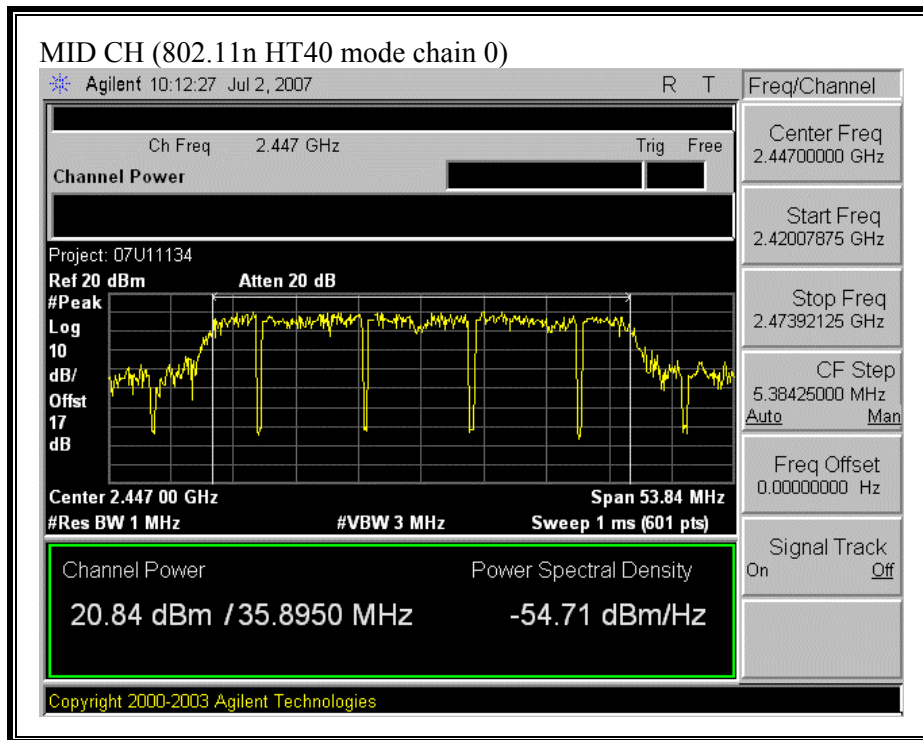 MID CH (802.11n HT40 mode chain 0)
Agilent 10:12:27 Jul 2, 2007 R T
Freq/Channel
Ch Freq 2.447 GHz Trig Free
Channel Power
Center Freq
2.44700000 GHz
Start Freq
2.42007875 GHz
Stop Freq
2.47392125 GHz
CF Step
5.38425000 MHz
Auto Man
Freq Offset
0.00000000 Hz
Signal Track
On Off
Project: 07U11134
Ref 20 dBm Atten 20 dB
#Peak
Log
10
dB/
Offst
17
dB
Center 2.447 00 GHz Span 53.84 MHz
#Res BW 1 MHz #VBW 3 MHz Sweep 1 ms (601 pts)
Channel Power Power Spectral Density
20.84 dBm / 35.8950 MHz -54.71 dBm/Hz
Copyright 2000-2003 Agilent Technologies